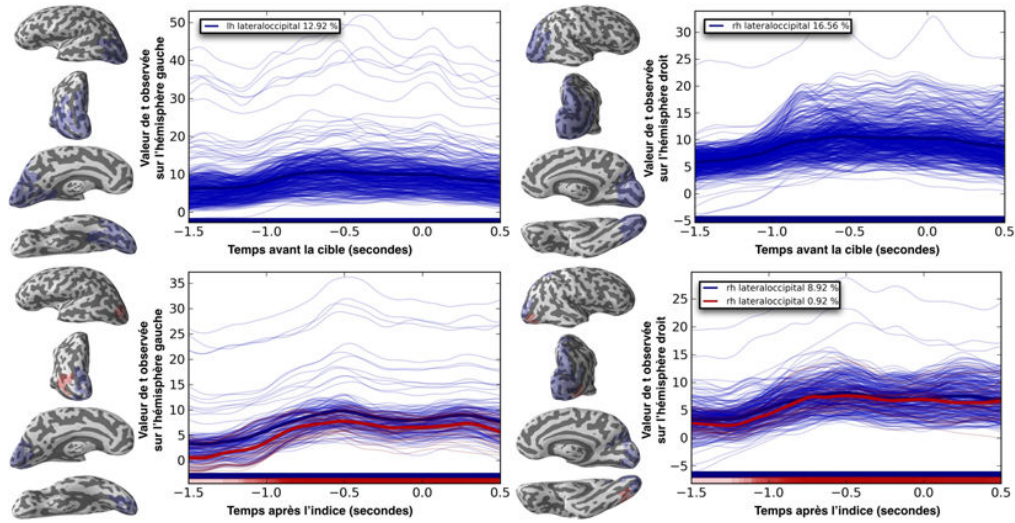 lh lateraloccipital 12.92 %
Valeur de t observée
sur l'hémisphère gauche
50
40
30
20
10
0
−1.5 −1.0 −0.5 0.0 0.5
Temps avant la cible (secondes)
rh lateraloccipital 16.56 %
Valeur de t observée
sur l'hémisphère droit
30
25
20
15
10
5
0
−5
−1.5 −1.0 −0.5 0.0 0.5
Temps avant la cible (secondes)
Valeur de t observée
sur l'hémisphère gauche
35
30
25
20
15
10
5
0
−1.5 −1.0 −0.5 0.0 0.5
Temps après l'indice (secondes)
rh lateraloccipital 8.92 %
rh lateraloccipital 0.92 %
Valeur de t observée
sur l'hémisphère droit
25
20
15
10
5
0
−5
−1.5 −1.0 −0.5 0.0 0.5
Temps après l'indice (secondes)